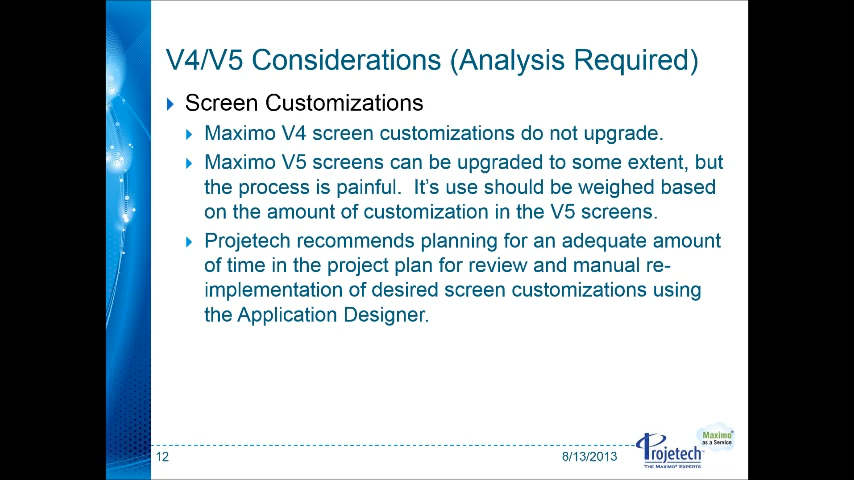 V4/V5 Considerations (Analysis Required)
Screen Customizations
Maximo V4 screen customizations do not upgrade.
Maximo V5 screens can be upgraded to some extent, but
the process is painful.  It's use should be weighed based
on the amount of customization in the V5 screens.
Projetech recommends planning for an adequate amount
of time in the project plan for review and manual re-
implementation of desired screen customizations using
the Application Designer.
12
8/13/2013
Projetech
THE MAXIMO® EXPERTS
Maximo®
as a Service